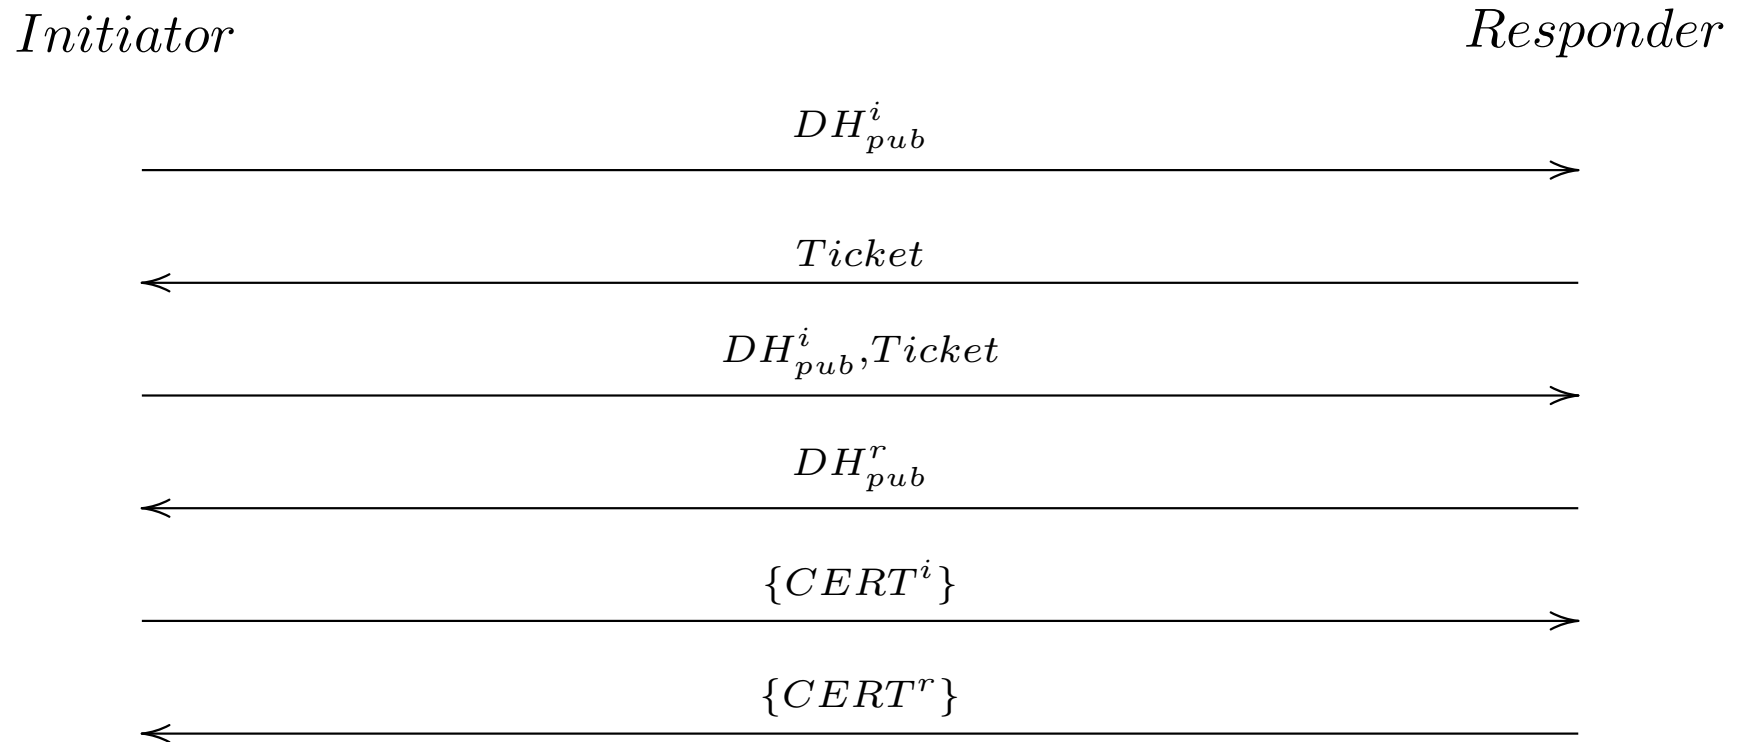 Initiator Responder
DH^i_pub
Ticket
DH^i_pub,Ticket
DH^r_pub
{CERT^i}
{CERT^r}